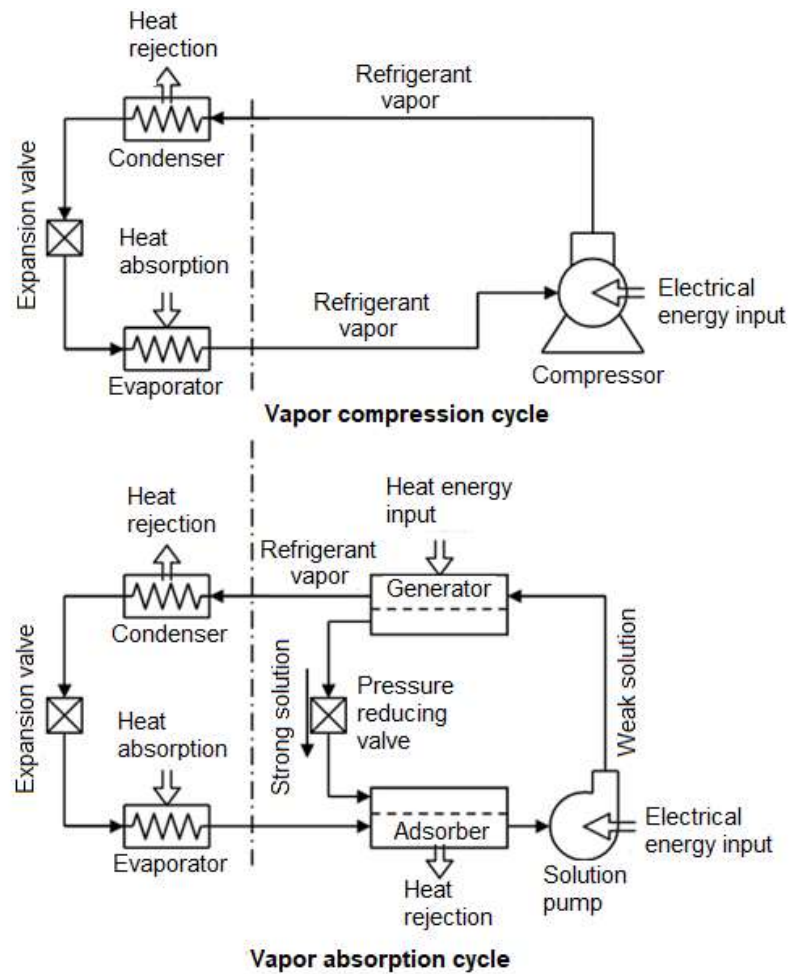 Heat
rejection
Refrigerant
vapor
Condenser
Expansion valve
Heat
absorption
Refrigerant
vapor
Electrical
energy input
Evaporator
Compressor
Vapor compression cycle
Heat
rejection
Heat energy
input
Refrigerant
vapor
Generator
Condenser
Expansion valve
Strong solution
Pressure
reducing
valve
Weak solution
Heat
absorption
Adsorber
Electrical
energy input
Evaporator
Heat
rejection
Solution
pump
Vapor absorption cycle